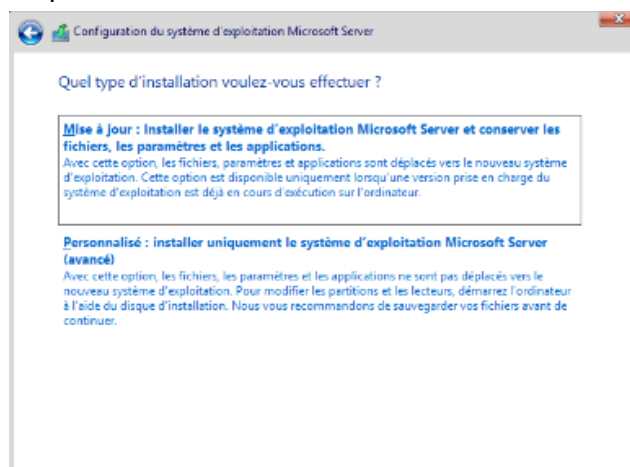 Configuration du système d'exploitation Microsoft Server
Quel type d'installation voulez-vous effectuer ?
Mise à jour : Installer le système d'exploitation Microsoft Server et conserver les
fichiers, les paramètres et les applications.
Avec cette option, les fichiers, paramètres et applications sont déplacés vers le nouveau système
d'exploitation. Cette option est disponible uniquement lorsqu'une version prise en charge du
système d'exploitation est déjà en cours d'exécution sur l'ordinateur.
Personnalisé : installer uniquement le système d'exploitation Microsoft Server
(avancé)
Avec cette option, les fichiers, les paramètres et les applications ne sont pas déplacés vers le
nouveau système d'exploitation. Pour modifier les partitions et les lecteurs, démarrez l'ordinateur
à l'aide du disque d'installation. Nous vous recommandons de sauvegarder vos fichiers avant de
continuer.